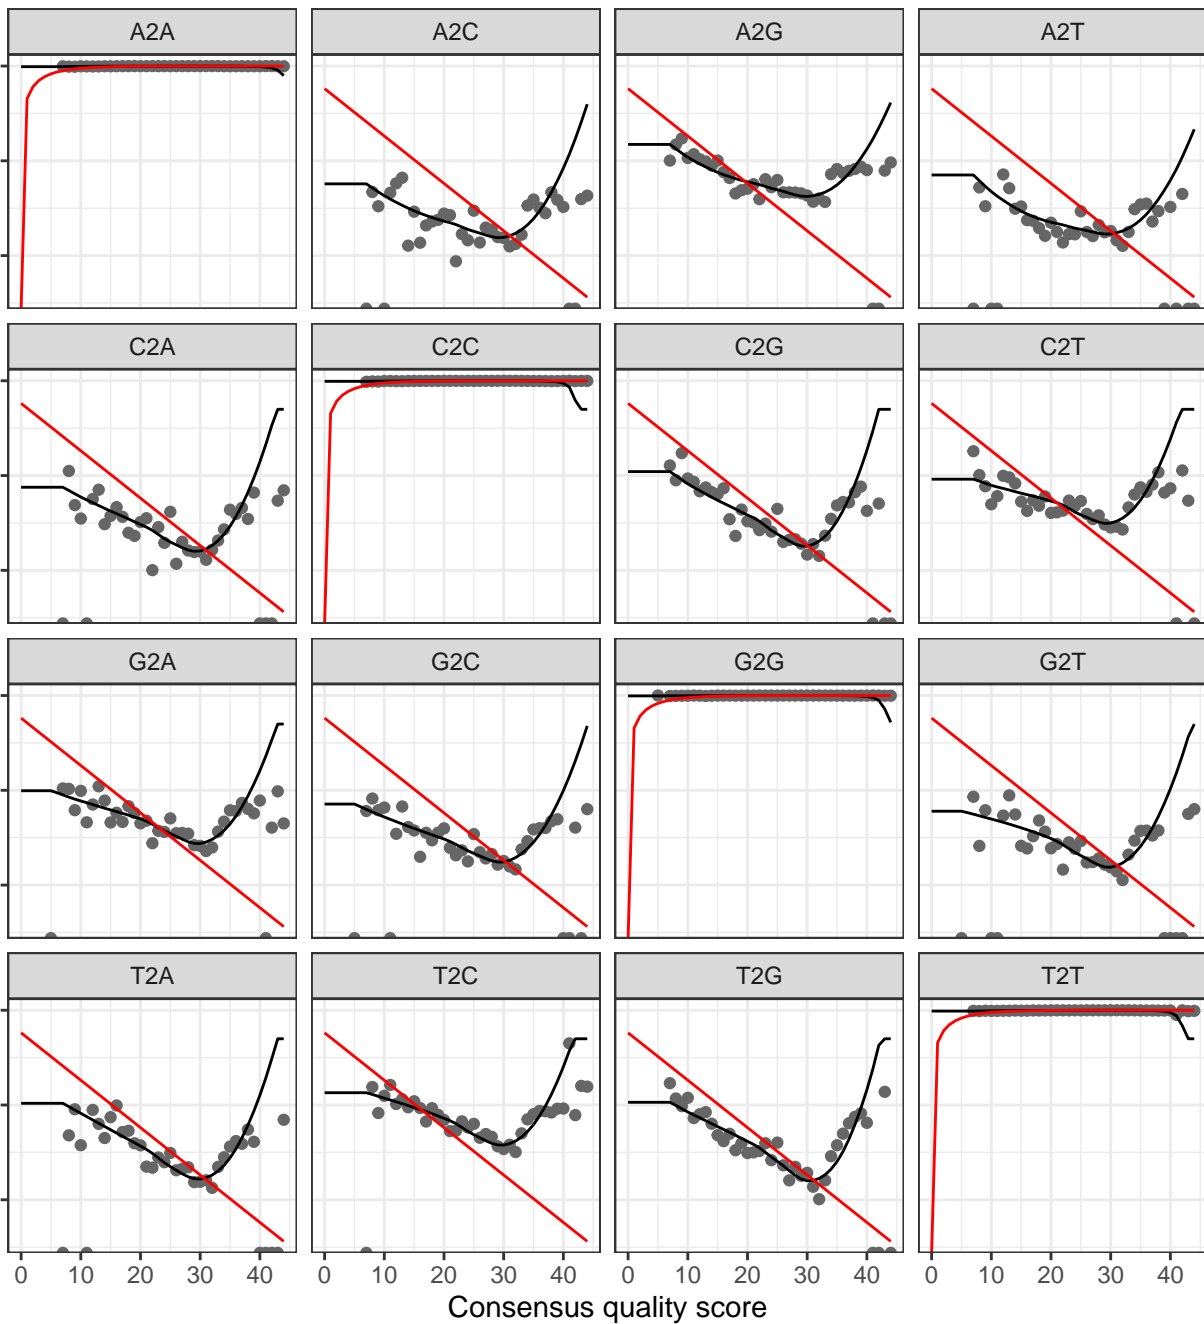 A2A A2C A2G A2T
C2A C2C C2G C2T
G2A G2C G2G G2T
T2A T2C T2G T2T
0 10 20 30 40 0 10 20 30 40 0 10 20 30 40 0 10 20 30 40
Consensus quality score